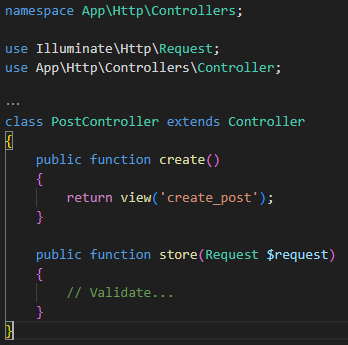 namespace App\Http\Controllers;
use Illuminate\Http\Request;
use App\Http\Controllers\Controller;
...
class PostController extends Controller
{
public function create()
{
return view('create_post');
}
public function store(Request $request)
{
// Validate...
}
}